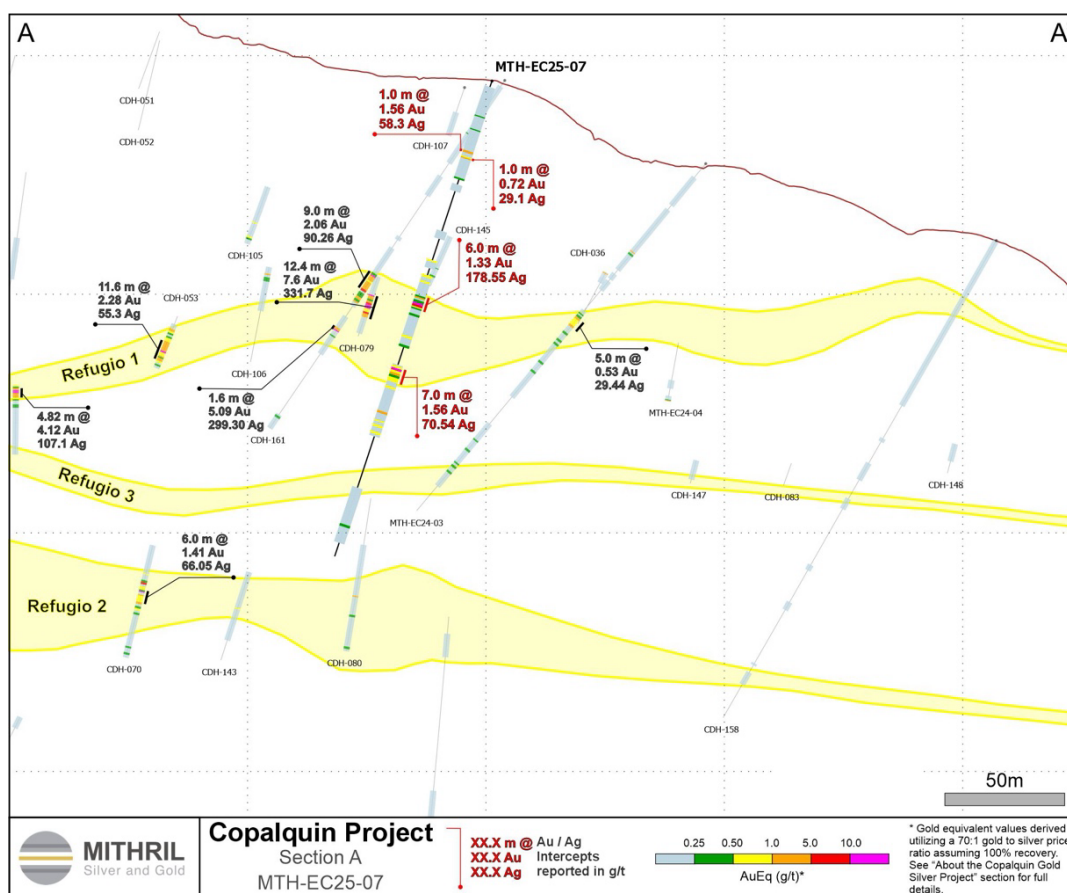 A
A
MTH-EC25-07
CDH-051
CDH-052
1.0 m @
1.56 Au
58.3 Ag
CDH-107
1.0 m @
0.72 Au
29.1 Ag
CDH-105
9.0 m @
2.06 Au
90.26 Ag
CDH-145
6.0 m @
1.33 Au
178.55 Ag
CDH-036
12.4 m @
7.6 Au
331.7 Ag
11.6 m @
2.28 Au
55.3 Ag
CDH-053
Refugio 1
CDH-106
CDH-079
5.0 m @
0.53 Au
29.44 Ag
MTH-EC24-04
4.82 m @
4.12 Au
107.1 Ag
1.6 m @
5.09 Au
299.30 Ag
CDH-161
7.0 m @
1.56 Au
70.54 Ag
Refugio 3
MTH-EC24-03
CDH-147
CDH-083
CDH-148
6.0 m @
1.41 Au
66.05 Ag
Refugio 2
CDH-070
CDH-143
CDH-080
CDH-158
50m
MITHRIL
Silver and Gold
Copalquin Project
Section A
MTH-EC25-07
XX.X m @
XX.X Au
XX.X Ag
Au / Ag
Intercepts
reported in g/t
0.25 0.50 1.0 5.0 10.0
AuEq (g/t)*
* Gold equivalent values derived
utilizing a 70:1 gold to silver price
ratio assuming 100% recovery.
See "About the Copalquin Gold
Silver Project" section for full
details.